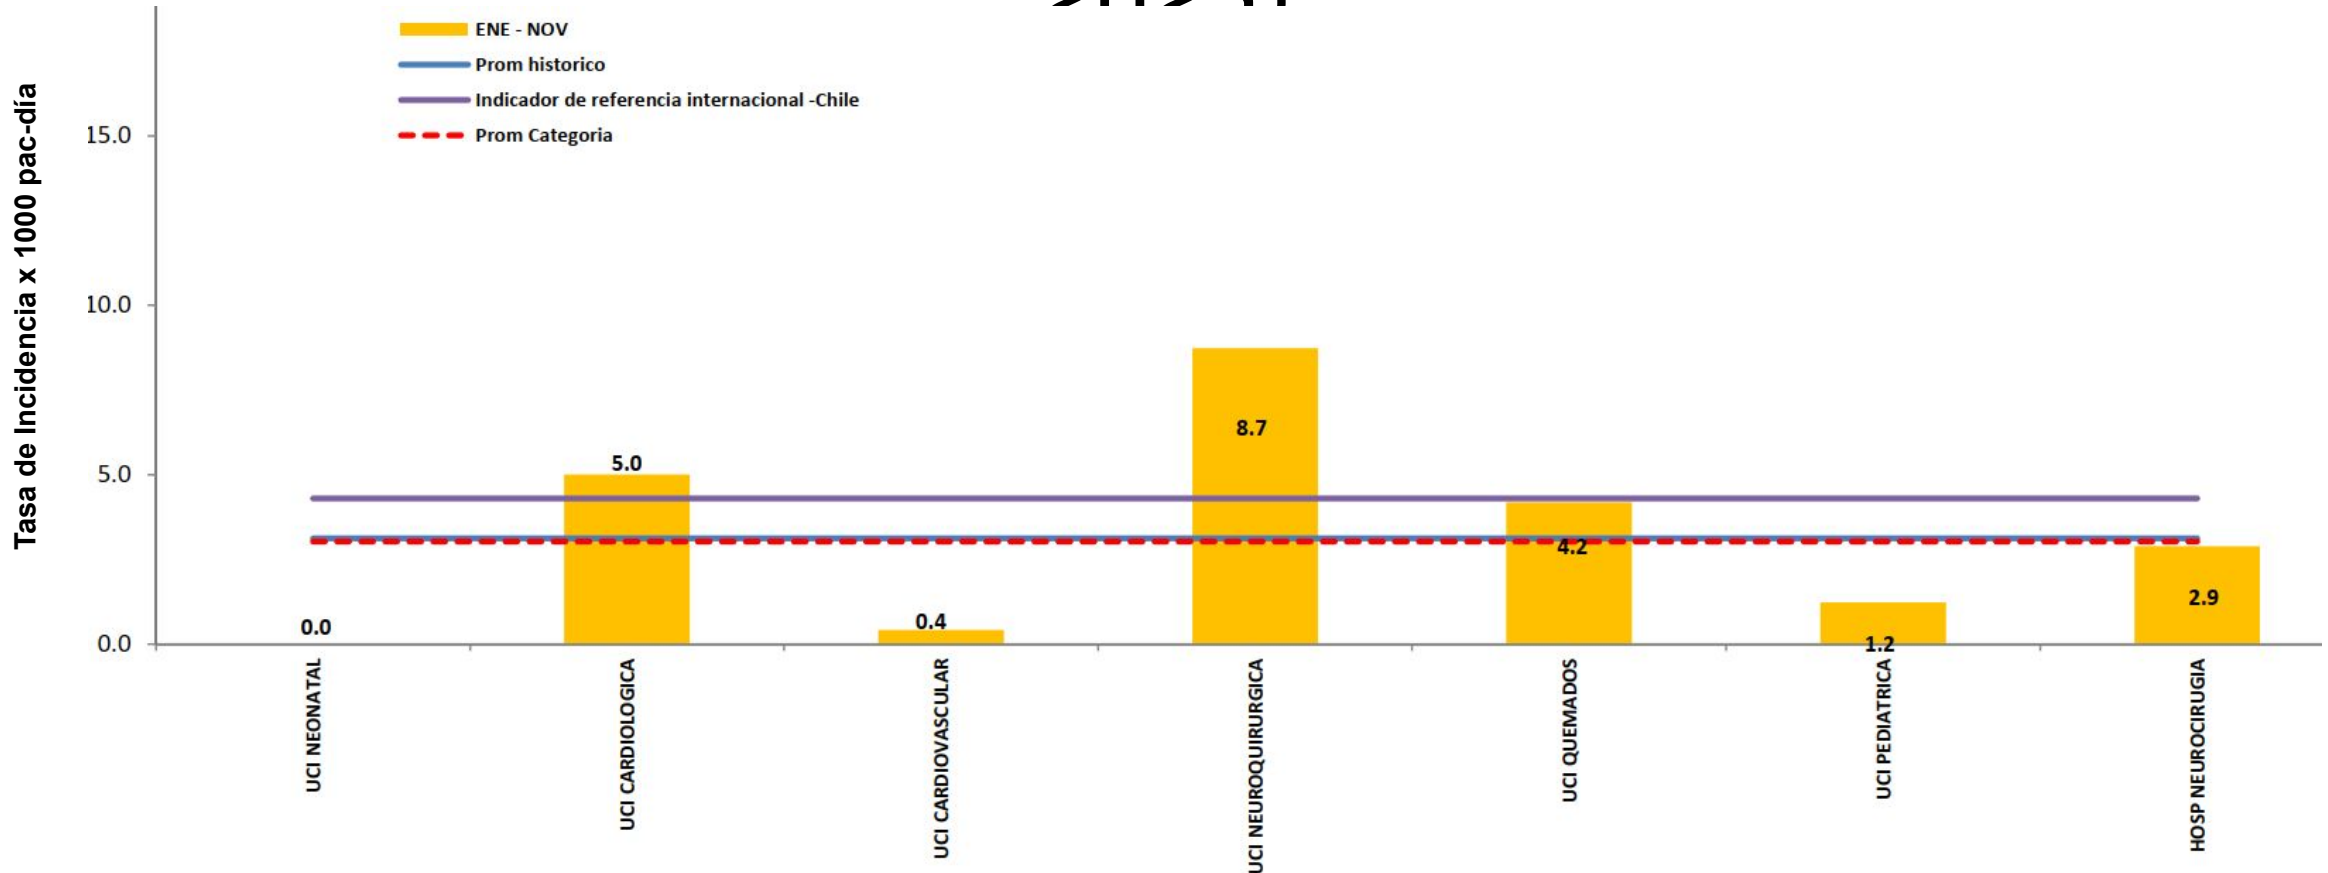 ENE - NOV
Prom historico
Indicador de referencia internacional -Chile
Prom Categoria
Tasa de Incidencia x 1000 pac-día
15.0
10.0
5.0
0.0
0.0
5.0
0.4
8.7
4.2
1.2
2.9
UCI NEONATAL
UCI CARDIOLOGICA
UCI CARDIOVASCULAR
UCI NEUROQUIRURGICA
UCI QUEMADOS
UCI PEDIATRICA
HOSP NEUROCIRUGIA